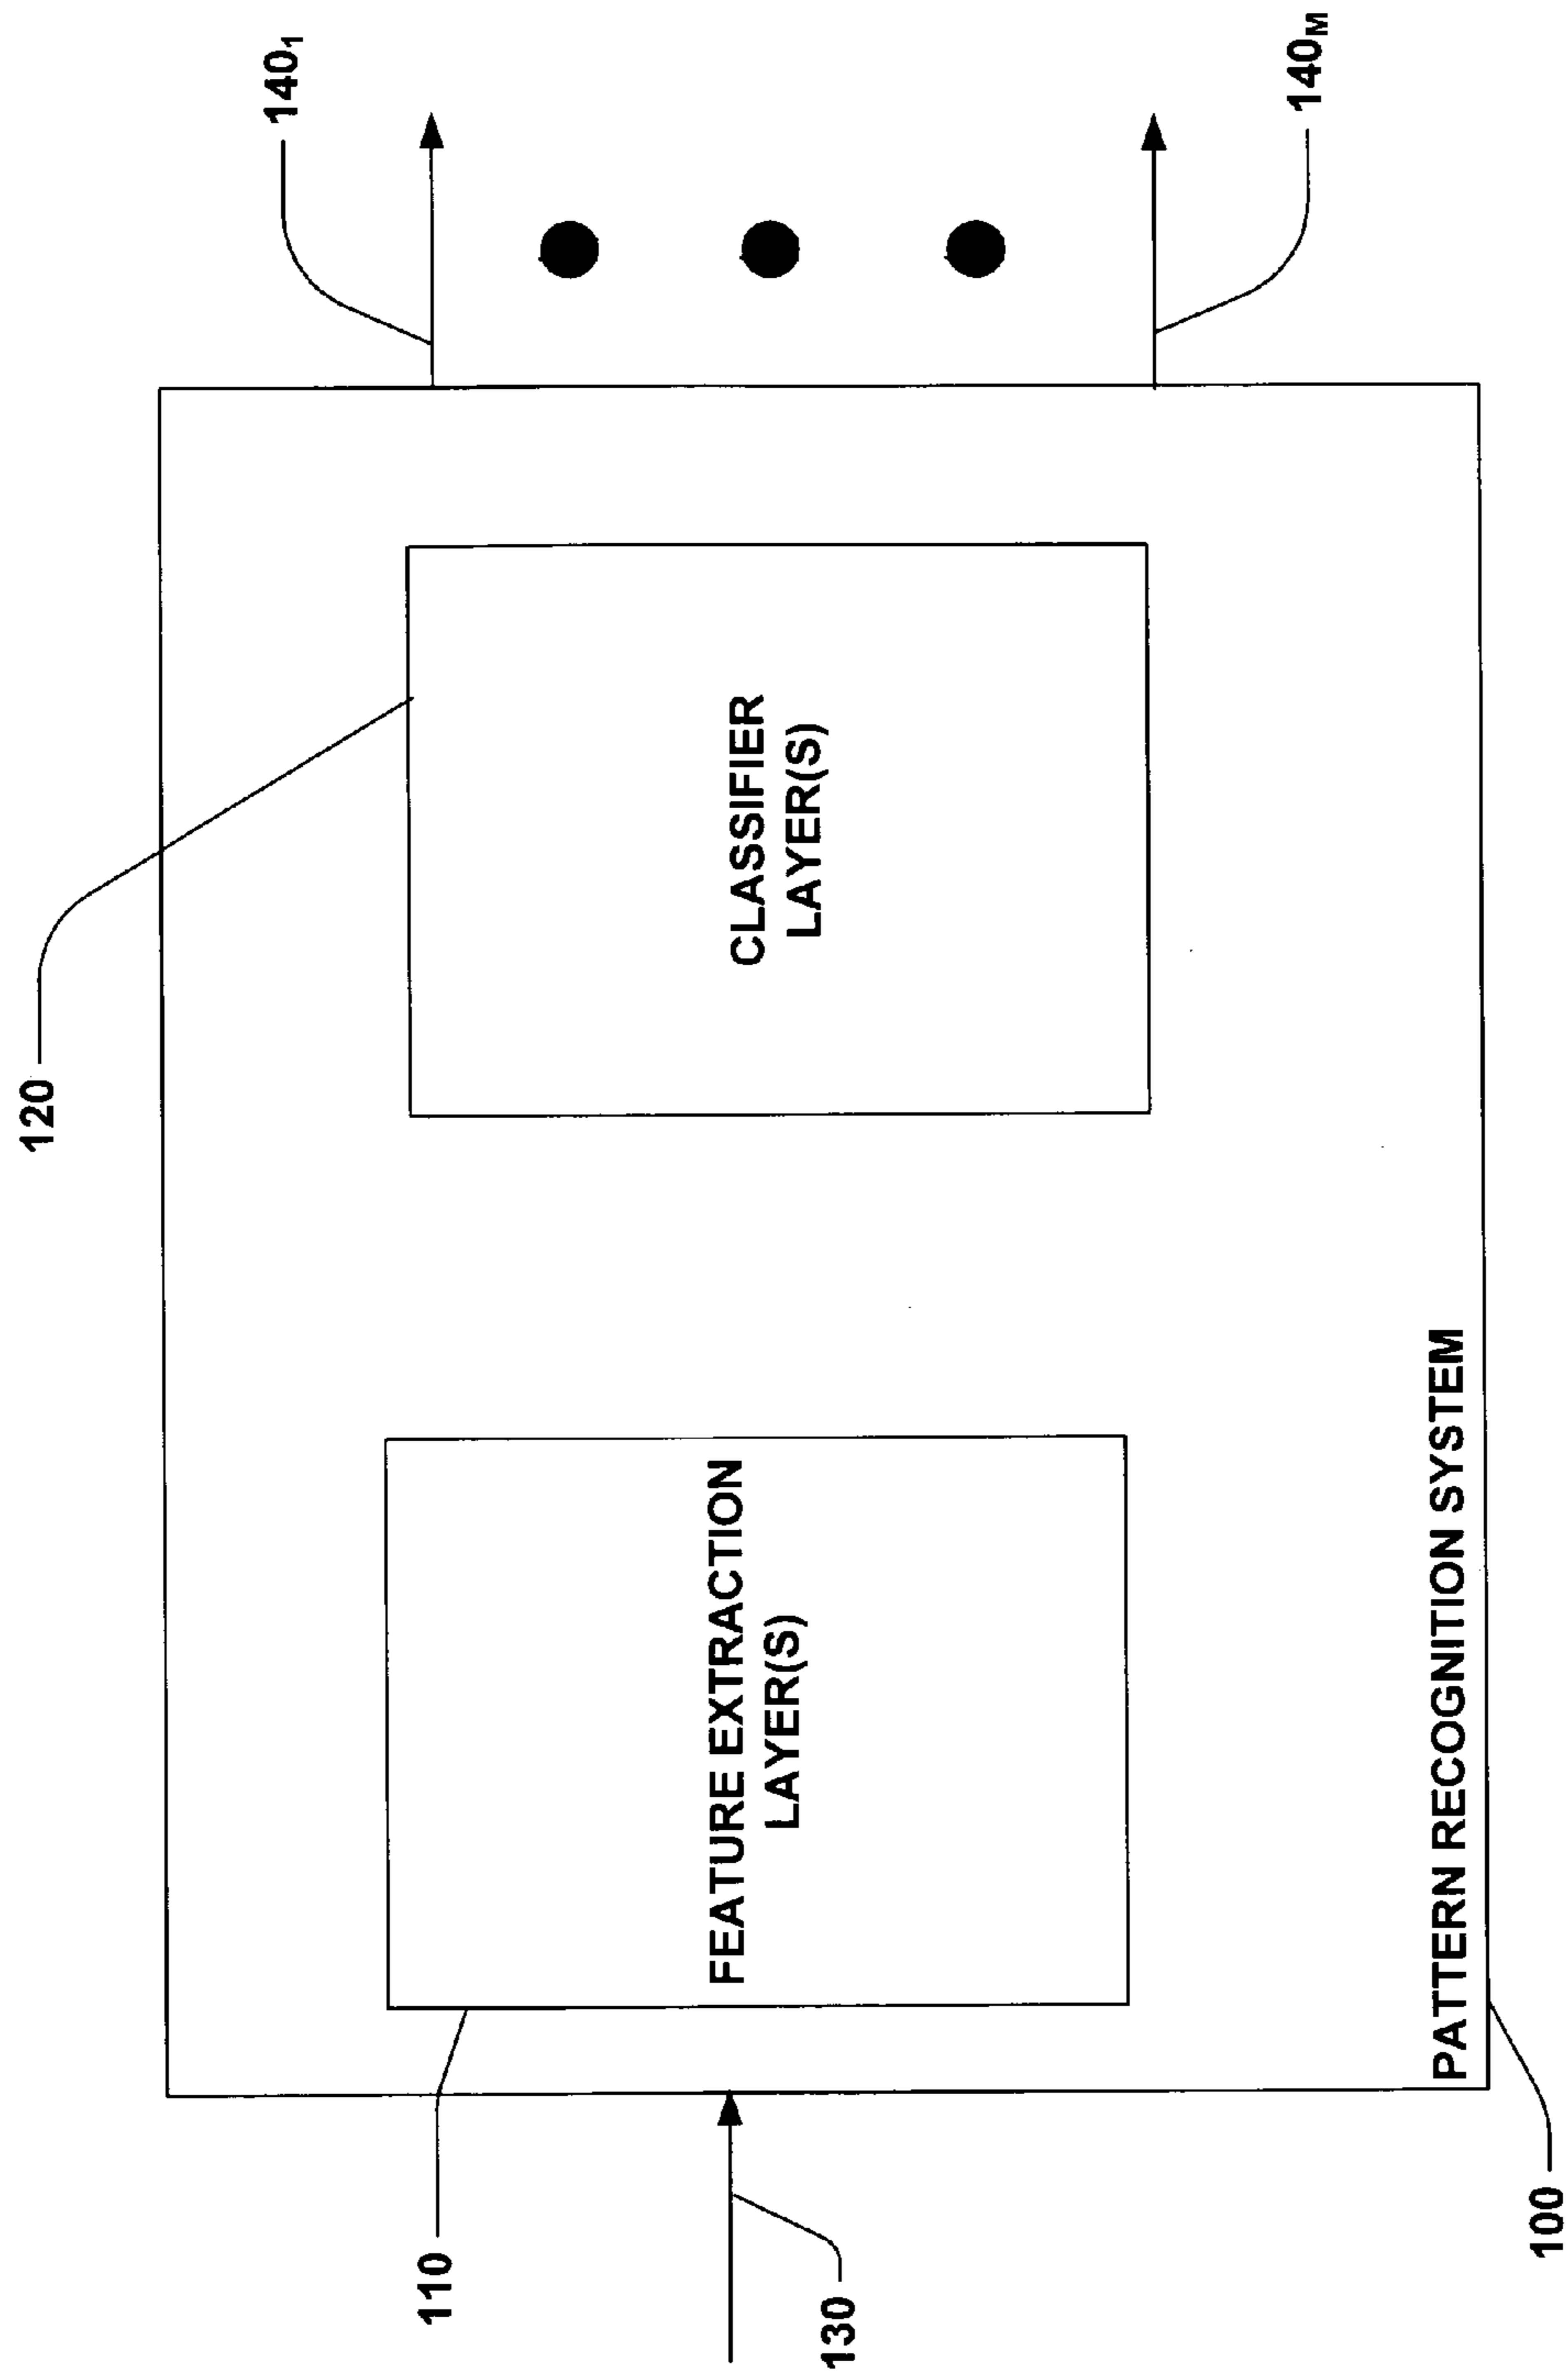 120
140₁
110
FEATURE EXTRACTION
LAYER(S)
CLASSIFIER
LAYER(S)
130
140ₘ
PATTERN RECOGNITION SYSTEM
100